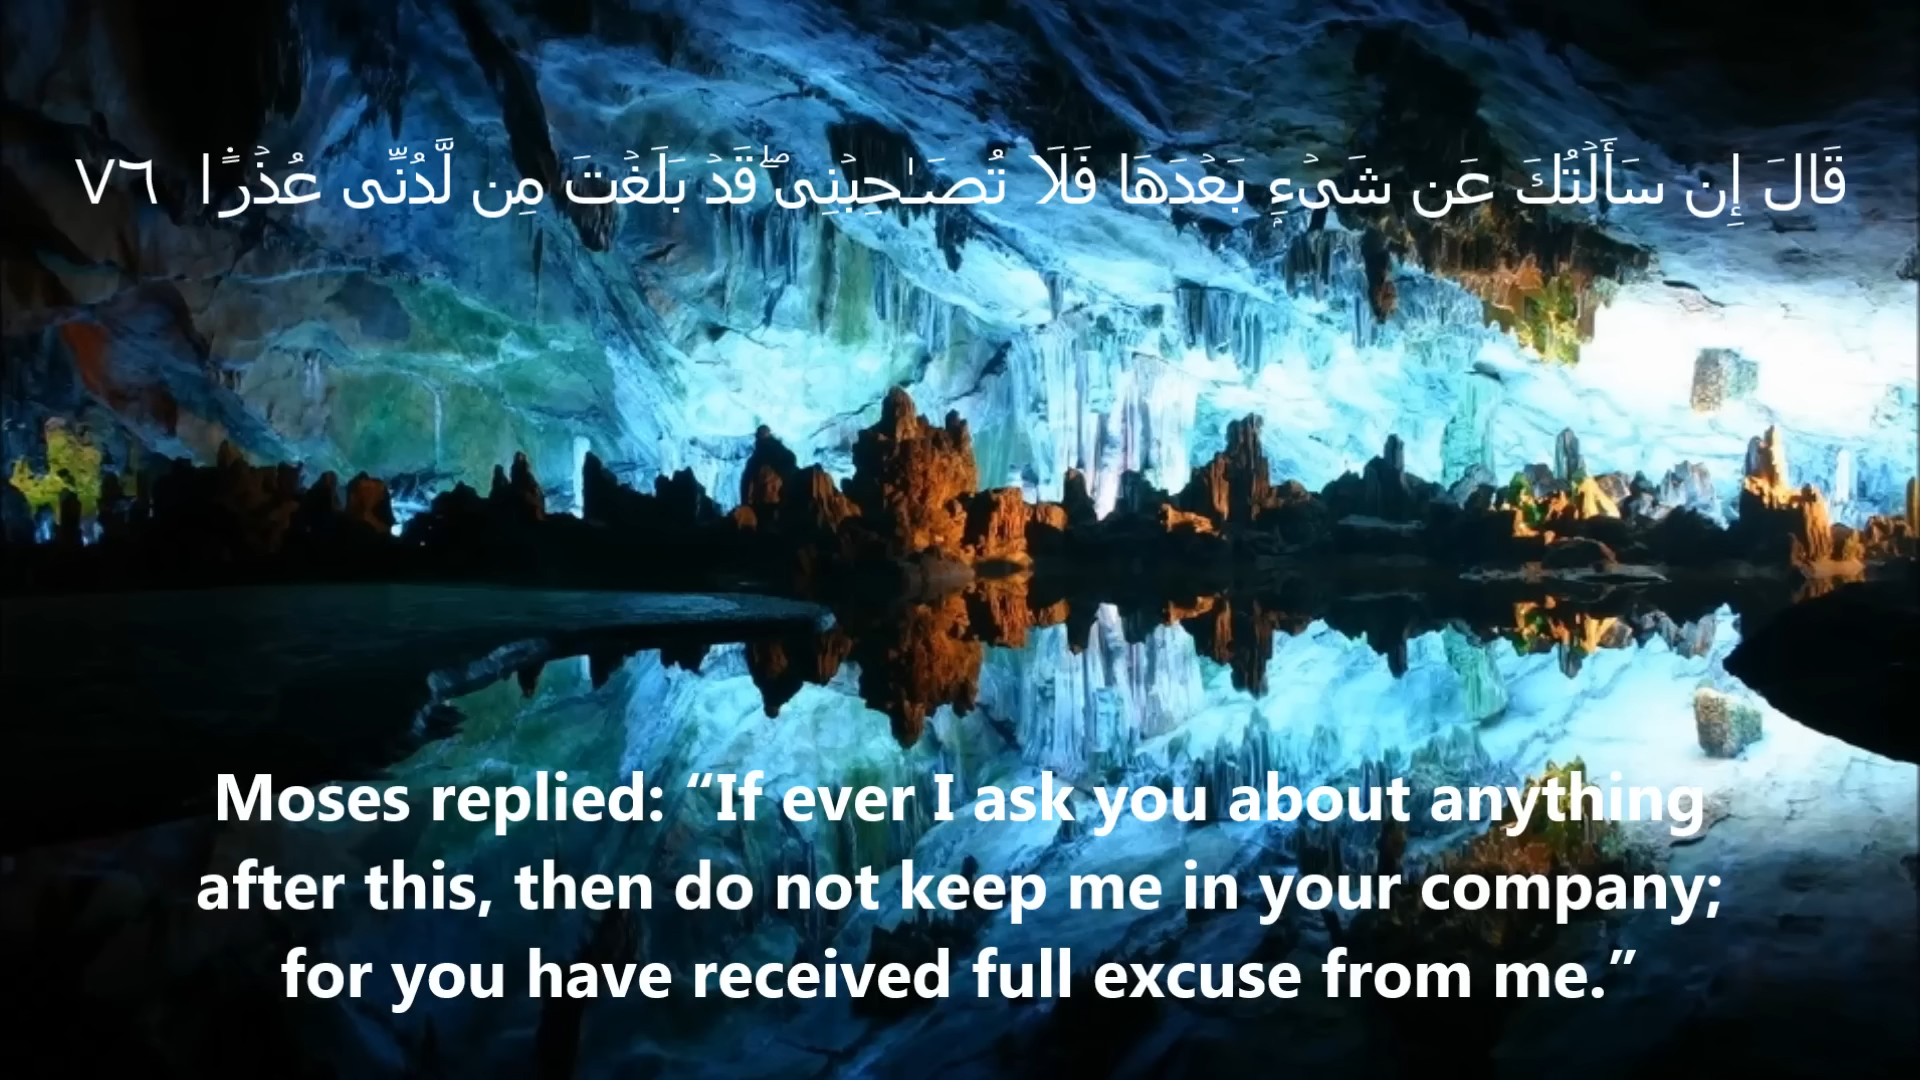 قَالَ إِن سَأَلۡتُكَ عَن شَىۡءِۭ بَعۡدَهَا فَلَا تُصَـٰحِبۡنِى‌ۖ قَدۡ بَلَغۡتَ مِن لَّدُنِّى عُذۡرً۬ا ٧٦
Moses replied: “If ever I ask you about anything
after this, then do not keep me in your company;
for you have received full excuse from me.”